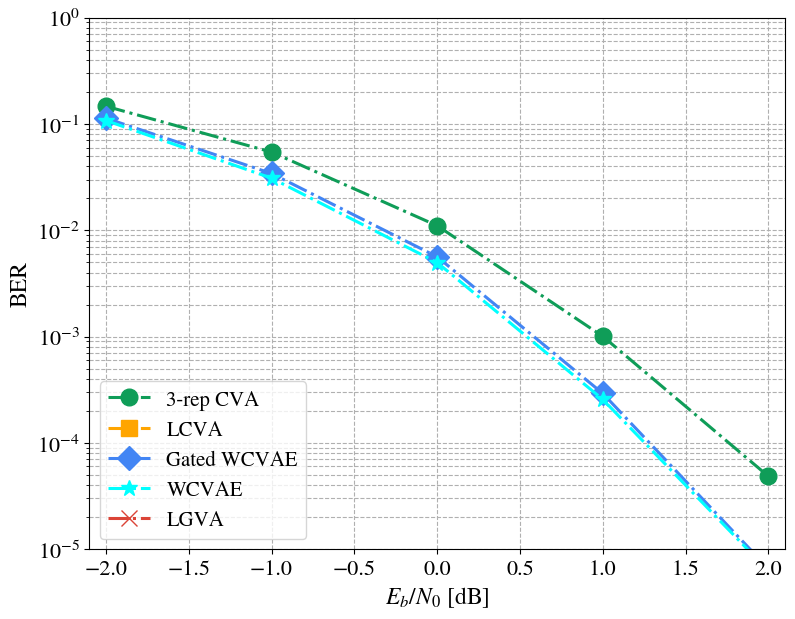 10⁰
10⁻¹
10⁻²
10⁻³
10⁻⁴
10⁻⁵
BER
3-rep CVA
LCVA
Gated WCVAE
WCVAE
LGVA
−2.0 −1.5 −1.0 −0.5 0.0 0.5 1.0 1.5 2.0
E_b/N_0 [dB]